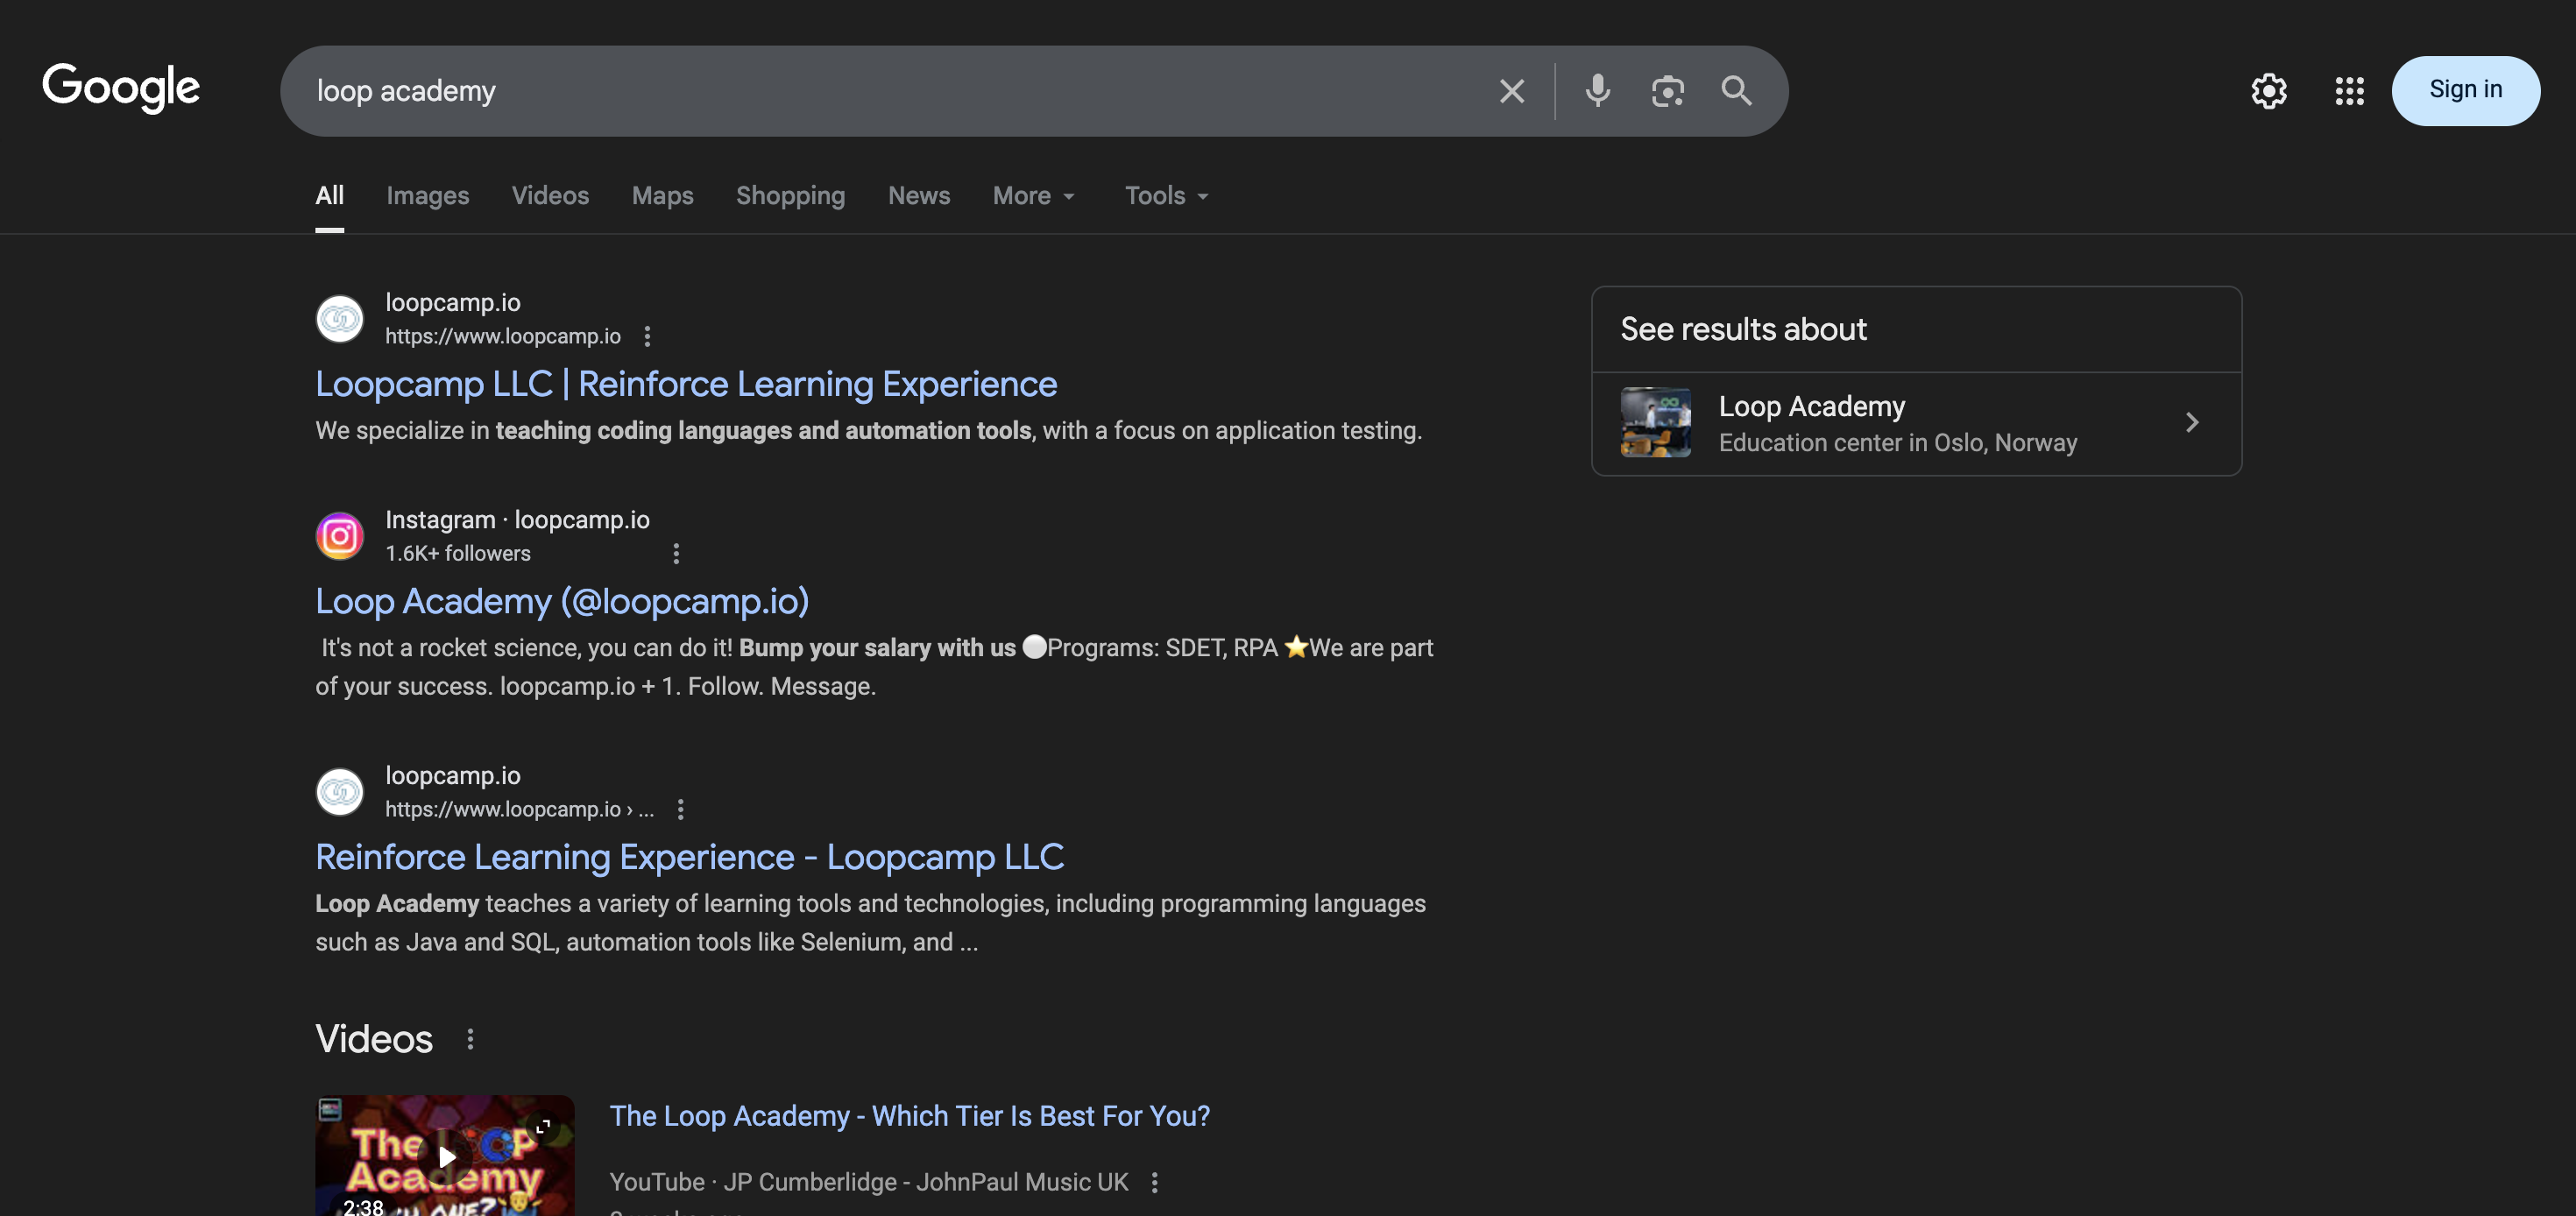 Google
loop academy
Sign in
All
Images
Videos
Maps
Shopping
News
More
Tools
loopcamp.io
https://www.loopcamp.io
Loopcamp LLC | Reinforce Learning Experience
We specialize in teaching coding languages and automation tools, with a focus on application testing.
Instagram · loopcamp.io
1.6K+ followers
Loop Academy (@loopcamp.io)
It's not a rocket science, you can do it! Bump your salary with us ⚪Programs: SDET, RPA ⭐We are part
of your success. loopcamp.io + 1. Follow. Message.
loopcamp.io
https://www.loopcamp.io › ...
Reinforce Learning Experience - Loopcamp LLC
Loop Academy teaches a variety of learning tools and technologies, including programming languages
such as Java and SQL, automation tools like Selenium, and ...
Videos
The LOOP
Academy
ONE?
2:38
The Loop Academy - Which Tier Is Best For You?
YouTube · JP Cumberlidge - JohnPaul Music UK
See results about
Loop Academy
Education center in Oslo, Norway